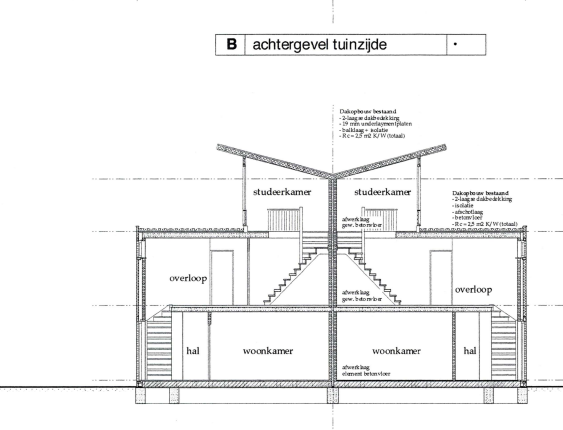 B achtergevel tuinzijde
Dakopbouw bestaand
- 2-laagse dakbedekking
- 19 mm underlaymentplaten
- balklaag + isolatie
- Rc = 2,5 m2 K/W (totaal)
studeerkamer
studeerkamer
Dakopbouw bestaand
- 2-laagse dakbedekking
- isolatie
- afschotlaag
- betonvloer
- Rc = 2,5 m2 K/W (totaal)
afwerklaag
gew. betonvloer
overloop
overloop
afwerklaag
gew. betonvloer
hal
woonkamer
woonkamer
hal
afwerklaag
element betonvloer